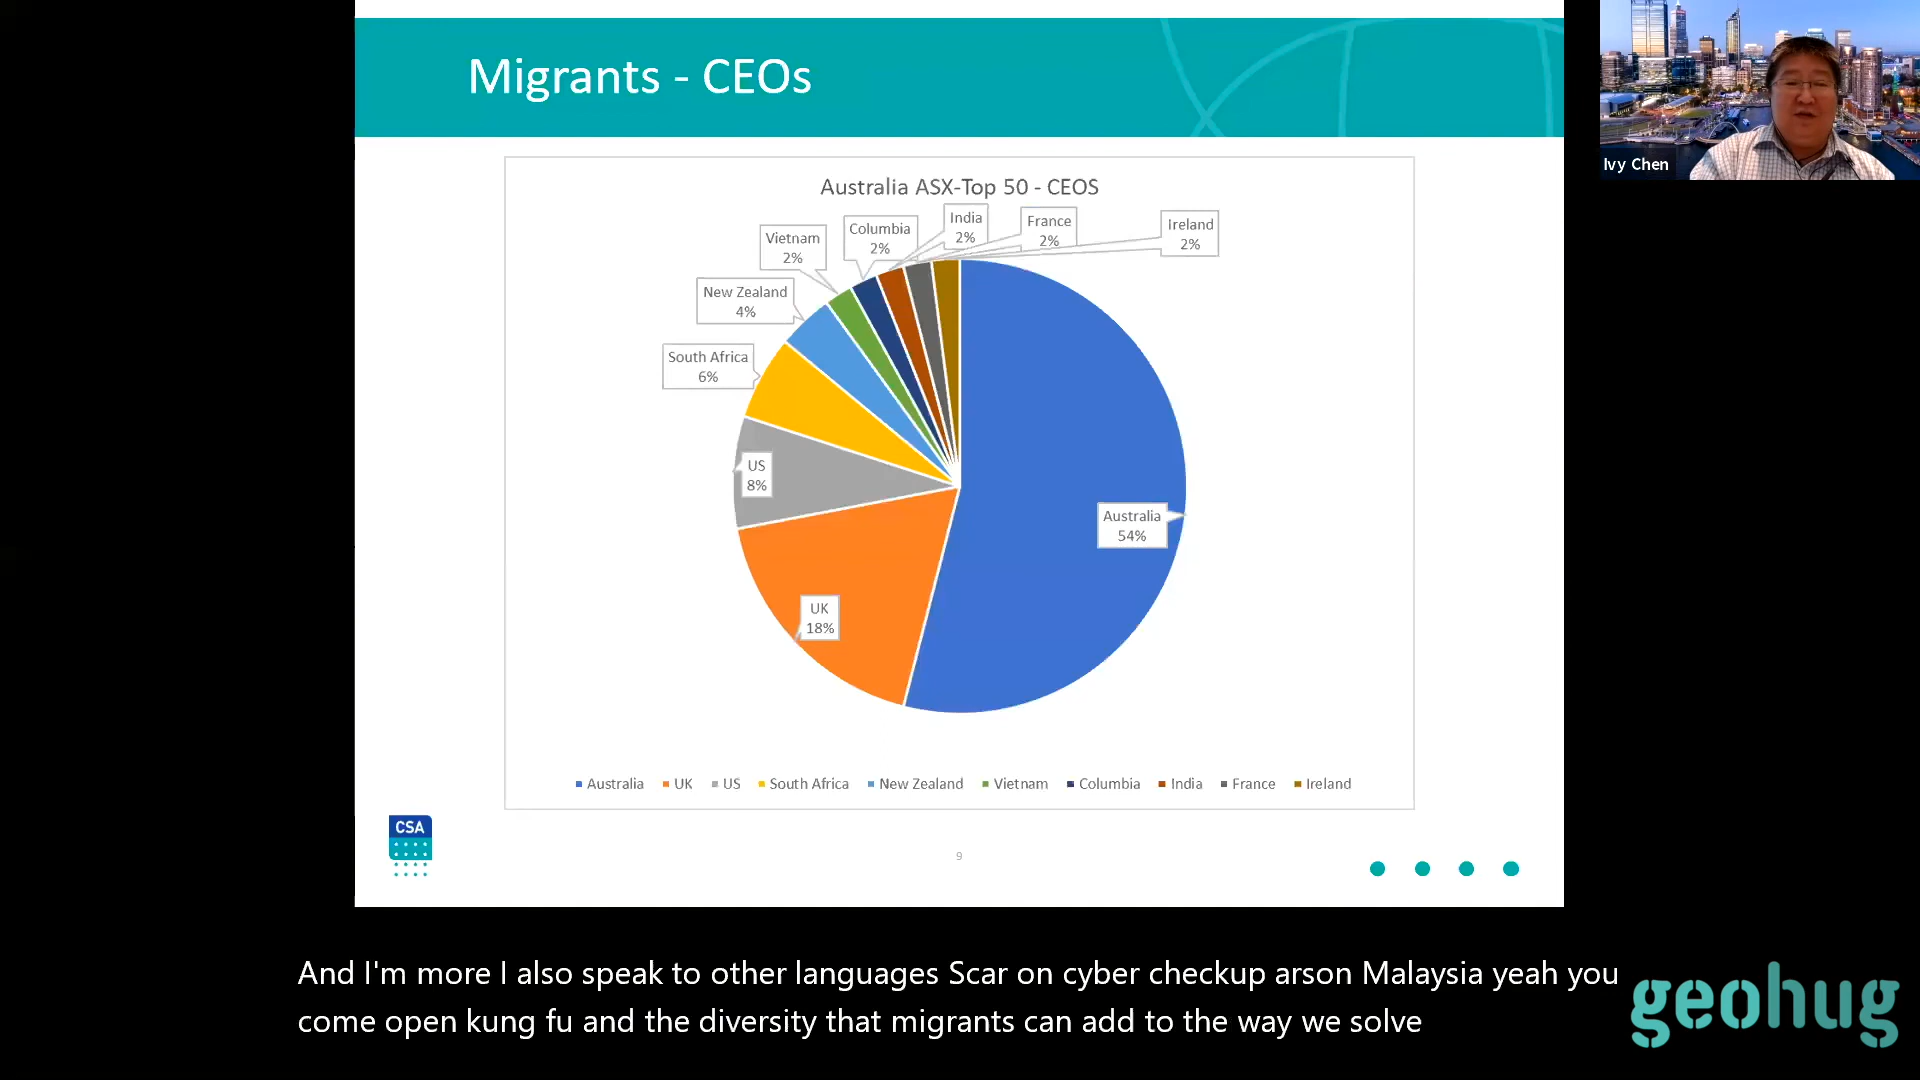 Migrants - CEOs
Ivy Chen
Australia ASX-Top 50 - CEOS
India
2%
France
2%
Ireland
2%
Columbia
2%
Vietnam
2%
New Zealand
4%
South Africa
6%
US
8%
Australia
54%
UK
18%
Australia UK US South Africa New Zealand Vietnam Columbia India France Ireland
CSA
9
And I'm more I also speak to other languages Scar on cyber checkup arson Malaysia yeah you
come open kung fu and the diversity that migrants can add to the way we solve
geohug